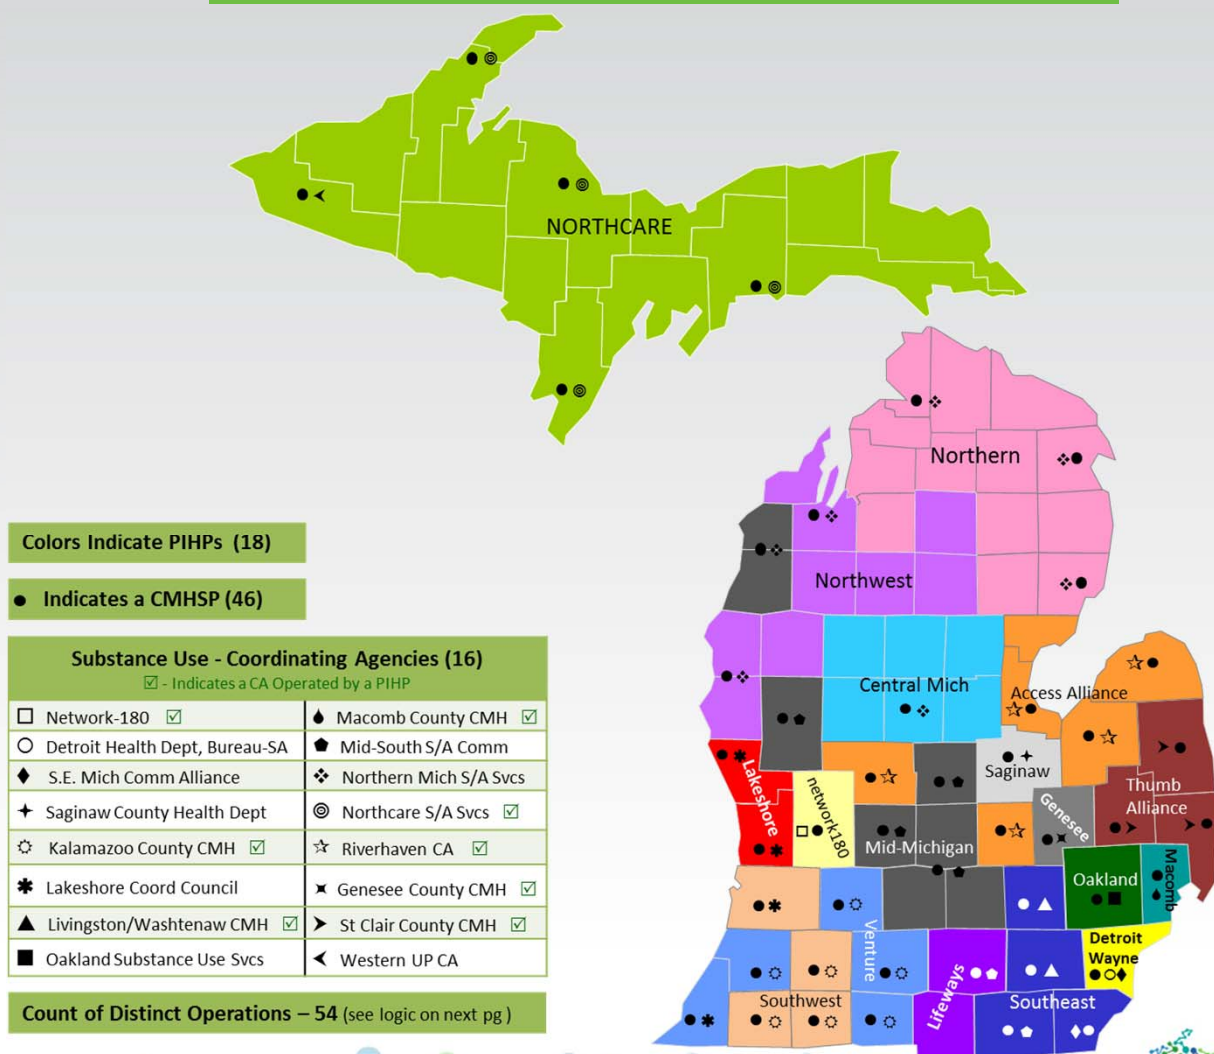 NORTHCARE
Northern
Northwest
Central Mich
Access Alliance
Saginaw
Thumb
Alliance
Lakeshore
network180
Genesee
Mid-Michigan
Oakland
Macomb
Detroit
Wayne
Venture
Southwest
Lifeways
Southeast
Colors Indicate PIHPs (18)
● Indicates a CMHSP (46)
Substance Use - Coordinating Agencies (16)
☑ - Indicates a CA Operated by a PIHP
Network-180 ☑
Macomb County CMH ☑
Detroit Health Dept, Bureau-SA
Mid-South S/A Comm
S.E. Mich Comm Alliance
Northern Mich S/A Svcs
Saginaw County Health Dept
Northcare S/A Svcs ☑
Kalamazoo County CMH ☑
Riverhaven CA ☑
Lakeshore Coord Council
Genesee County CMH ☑
Livingston/Washtenaw CMH ☑
St Clair County CMH ☑
Oakland Substance Use Svcs
Western UP CA
Count of Distinct Operations – 54 (see logic on next pg )